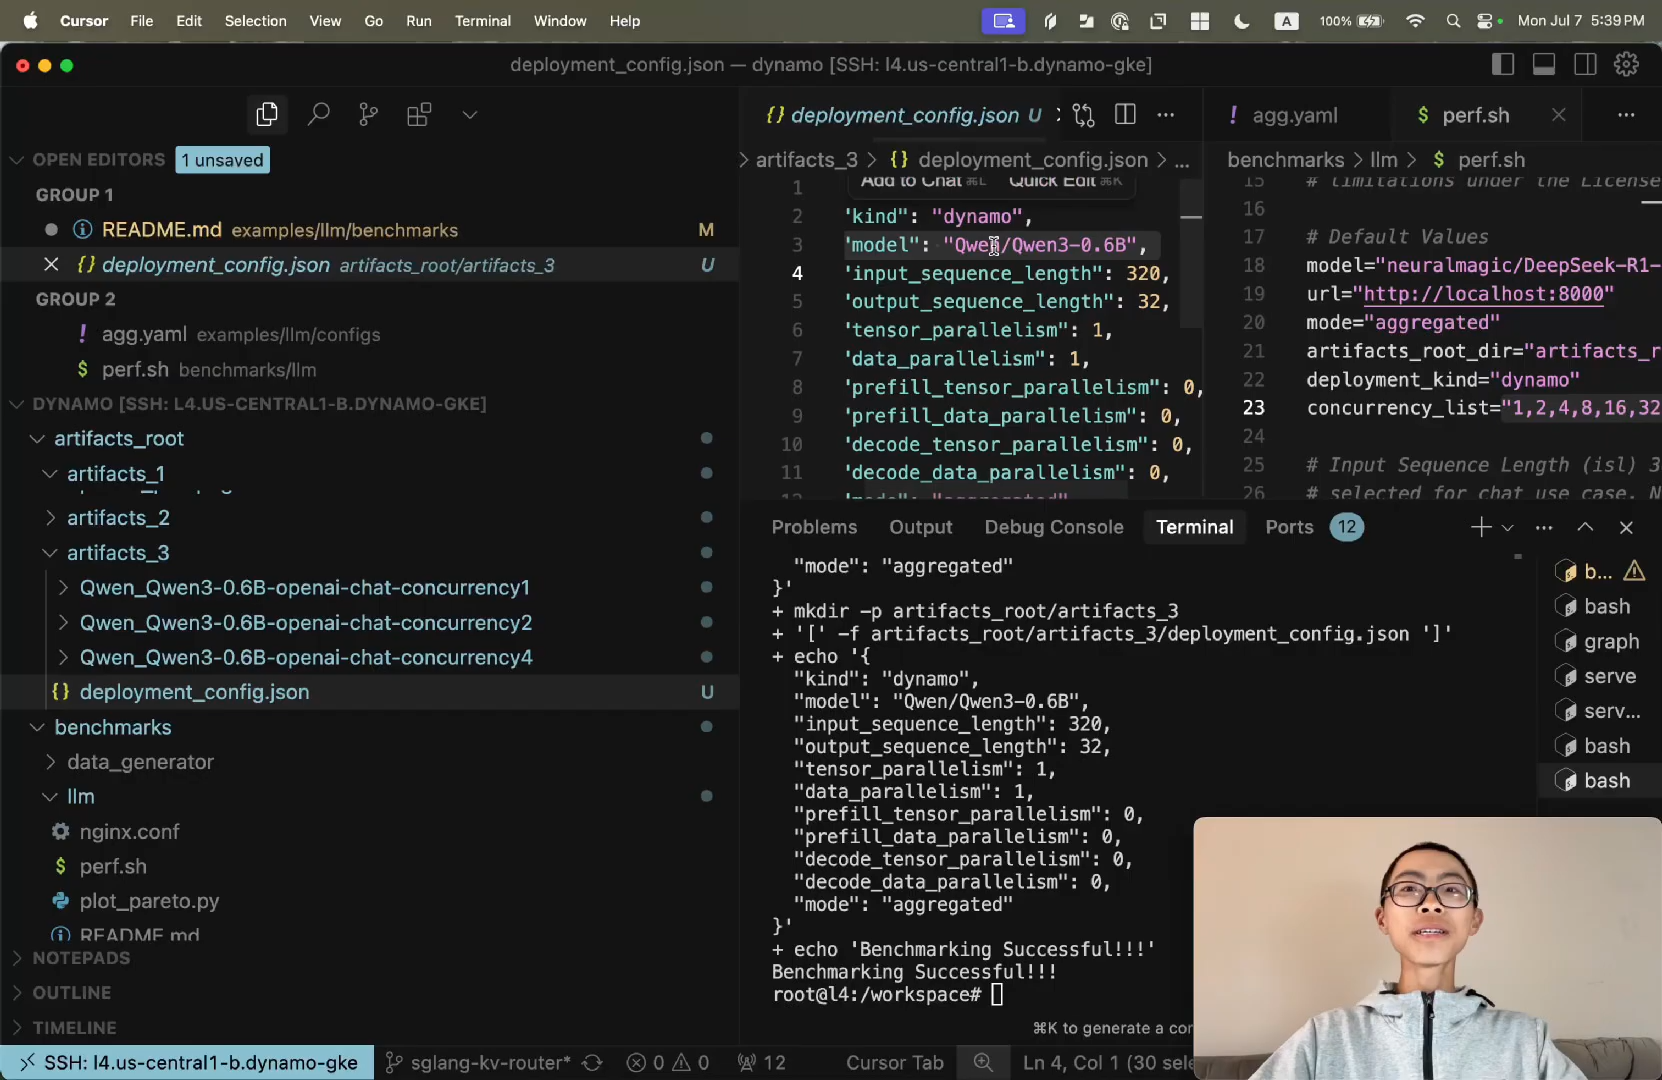 Cursor File Edit Selection View Go Run Terminal Window Help A 100% Mon Jul 7 5:39 PM
deployment_config.json — dynamo [SSH: l4.us-central1-b.dynamo-gke]
OPEN EDITORS 1 unsaved
GROUP 1
README.md examples/llm/benchmarks M
{} deployment_config.json artifacts_root/artifacts_3 U
GROUP 2
! agg.yaml examples/llm/configs
$ perf.sh benchmarks/llm
DYNAMO [SSH: L4.US-CENTRAL1-B.DYNAMO-GKE]
artifacts_root
artifacts_1
artifacts_2
artifacts_3
Qwen_Qwen3-0.6B-openai-chat-concurrency1
Qwen_Qwen3-0.6B-openai-chat-concurrency2
Qwen_Qwen3-0.6B-openai-chat-concurrency4
{} deployment_config.json U
benchmarks
data_generator
llm
nginx.conf
$ perf.sh
plot_pareto.py
README.md
NOTEPADS
OUTLINE
TIMELINE
{} deployment_config.json U
> artifacts_3 > {} deployment_config.json > ...
Add to Chat ⌘L Quick Edit ⌘K
1
2 "kind": "dynamo",
3 "model": "Qwen/Qwen3-0.6B",
4 "input_sequence_length": 320,
5 "output_sequence_length": 32,
6 "tensor_parallelism": 1,
7 "data_parallelism": 1,
8 "prefill_tensor_parallelism": 0,
9 "prefill_data_parallelism": 0,
10 "decode_tensor_parallelism": 0,
11 "decode_data_parallelism": 0,
12 "mode": "aggregated"
! agg.yaml $ perf.sh
benchmarks > llm > $ perf.sh
15 # limitations under the License
16
17 # Default Values
18 model="neuralmagic/DeepSeek-R1-
19 url="http://localhost:8000"
20 mode="aggregated"
21 artifacts_root_dir="artifacts_r
22 deployment_kind="dynamo"
23 concurrency_list="1,2,4,8,16,32
24
25 # Input Sequence Length (isl) 3
26 # selected for chat use case. N
Problems Output Debug Console Terminal Ports 12
"mode": "aggregated"
}'
+ mkdir -p artifacts_root/artifacts_3
+ '[' -f artifacts_root/artifacts_3/deployment_config.json ']'
+ echo '{
"kind": "dynamo",
"model": "Qwen/Qwen3-0.6B",
"input_sequence_length": 320,
"output_sequence_length": 32,
"tensor_parallelism": 1,
"data_parallelism": 1,
"prefill_tensor_parallelism": 0,
"prefill_data_parallelism": 0,
"decode_tensor_parallelism": 0,
"decode_data_parallelism": 0,
"mode": "aggregated"
}'
+ echo 'Benchmarking Successful!!!'
Benchmarking Successful!!!
root@l4:/workspace#
⌘K to generate a co
b...
bash
graph
serve
serv...
bash
bash
SSH: l4.us-central1-b.dynamo-gke sglang-kv-router* 0 0 12 Cursor Tab Ln 4, Col 1 (30 sele